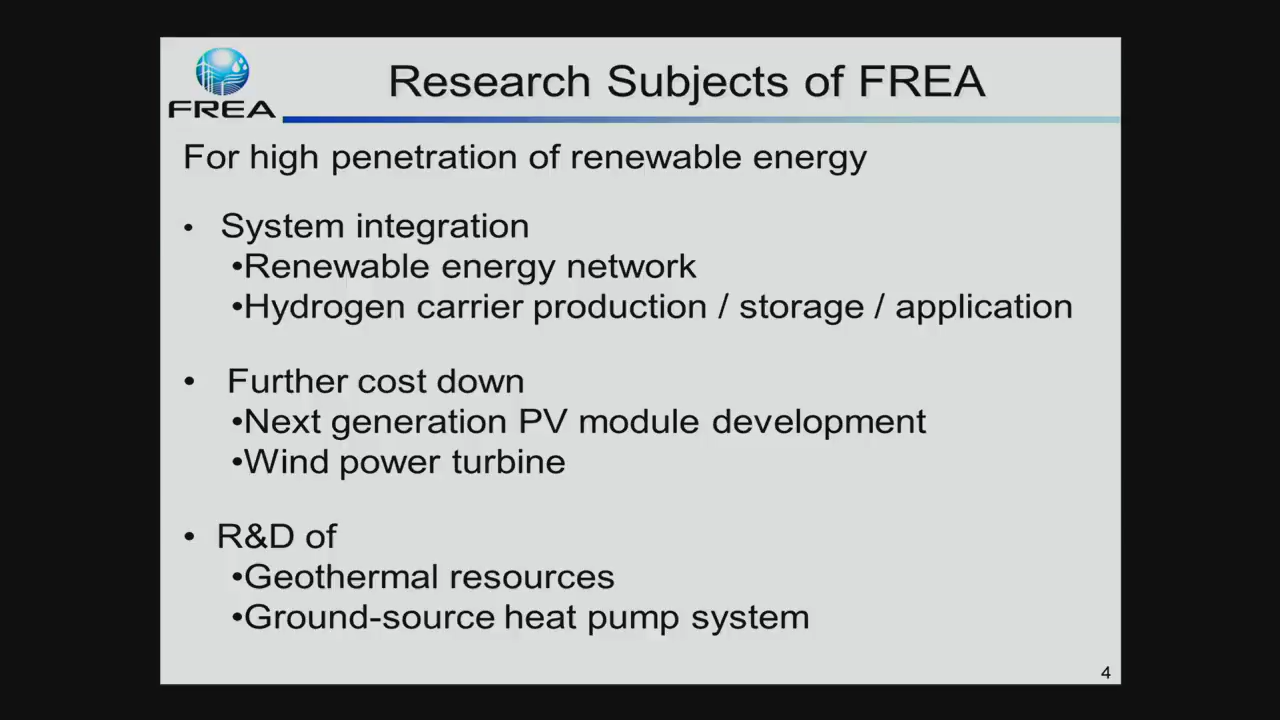 FREA
Research Subjects of FREA
For high penetration of renewable energy
• System integration
•Renewable energy network
•Hydrogen carrier production / storage / application
• Further cost down
•Next generation PV module development
•Wind power turbine
• R&D of
•Geothermal resources
•Ground-source heat pump system
4